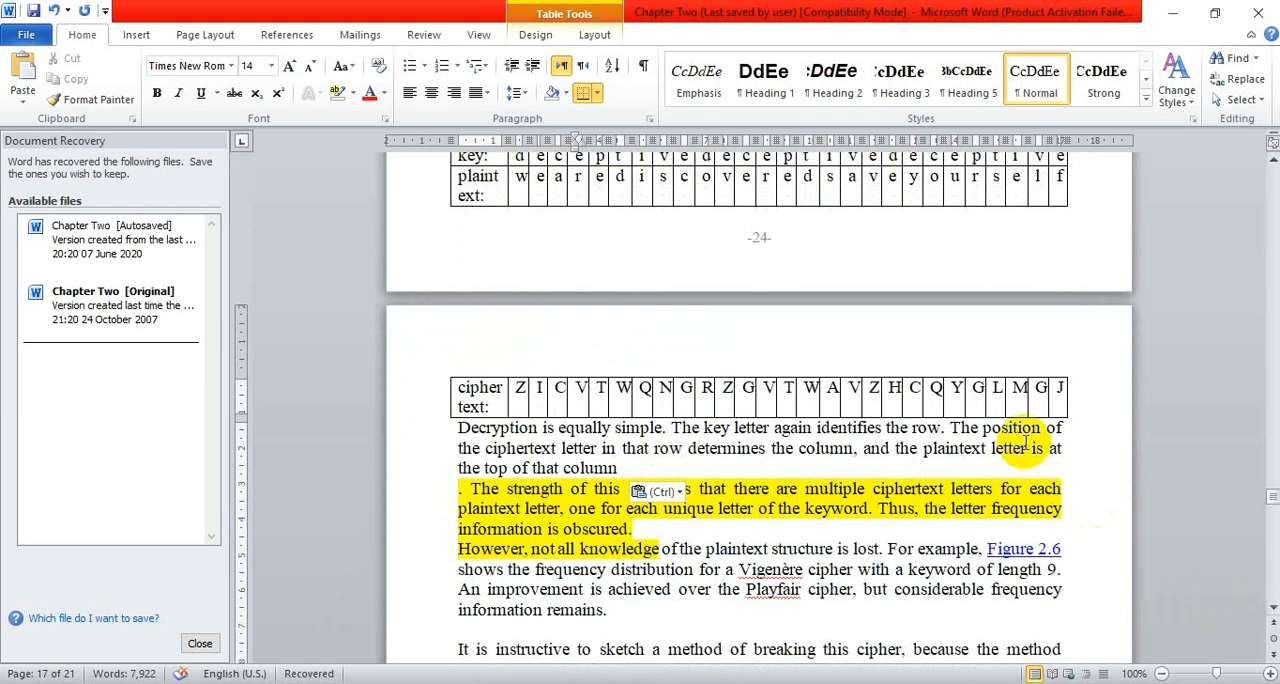 Table Tools
Chapter Two (Last saved by user) [Compatibility Mode] - Microsoft Word (Product Activation Faile...
File Home Insert Page Layout References Mailings Review View Design Layout
Cut
Copy
Format Painter
Paste
Clipboard
Times New Rom 14
Font
Paragraph
CcDdEe DdEe :DdEe :CcDdEe 3bCcDdEe CcDdEe CcDdEe
Emphasis ¶ Heading 1 ¶ Heading 2 ¶ Heading 3 ¶ Heading 5 ¶ Normal Strong
Styles
Change
Styles
Find
Replace
Select
Editing
Document Recovery
Word has recovered the following files. Save
the ones you wish to keep.
Available files
Chapter Two [Autosaved]
Version created from the last ...
20:20 07 June 2020
Chapter Two [Original]
Version created last time the ...
21:20 24 October 2007
Which file do I want to save?
Close
key: d e c e p t i v e d e c e p t i v e d e c e p t i v e
plain w e a r e d i s c o v e r e d s a v e y o u r s e l f
ext:
-24-
cipher Z I C V T W Q N G R Z G V T W A V Z H C Q Y G L M G J
text:
Decryption is equally simple. The key letter again identifies the row. The position of
the ciphertext letter in that row determines the column, and the plaintext letter is at
the top of that column
. The strength of this (Ctrl) s that there are multiple ciphertext letters for each
plaintext letter, one for each unique letter of the keyword. Thus, the letter frequency
information is obscured.
However, not all knowledge of the plaintext structure is lost. For example, Figure 2.6
shows the frequency distribution for a Vigenère cipher with a keyword of length 9.
An improvement is achieved over the Playfair cipher, but considerable frequency
information remains.
It is instructive to sketch a method of breaking this cipher, because the method
Page: 17 of 21 Words: 7,922 English (U.S.) Recovered 100%